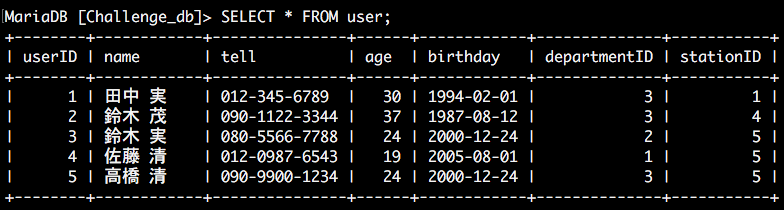 MariaDB [Challenge_db]> SELECT * FROM user;
+--------+-----------+---------------+------+------------+--------------+-----------+
| userID | name      | tell          | age  | birthday   | departmentID | stationID |
+--------+-----------+---------------+------+------------+--------------+-----------+
|      1 | 田中 実   | 012-345-6789  |   30 | 1994-02-01 |            3 |         1 |
|      2 | 鈴木 茂   | 090-1122-3344 |   37 | 1987-08-12 |            3 |         4 |
|      3 | 鈴木 実   | 080-5566-7788 |   24 | 2000-12-24 |            2 |         5 |
|      4 | 佐藤 清   | 012-0987-6543 |   19 | 2005-08-01 |            1 |         5 |
|      5 | 高橋 清   | 090-9900-1234 |   24 | 2000-12-24 |            3 |         5 |
+--------+-----------+---------------+------+------------+--------------+-----------+